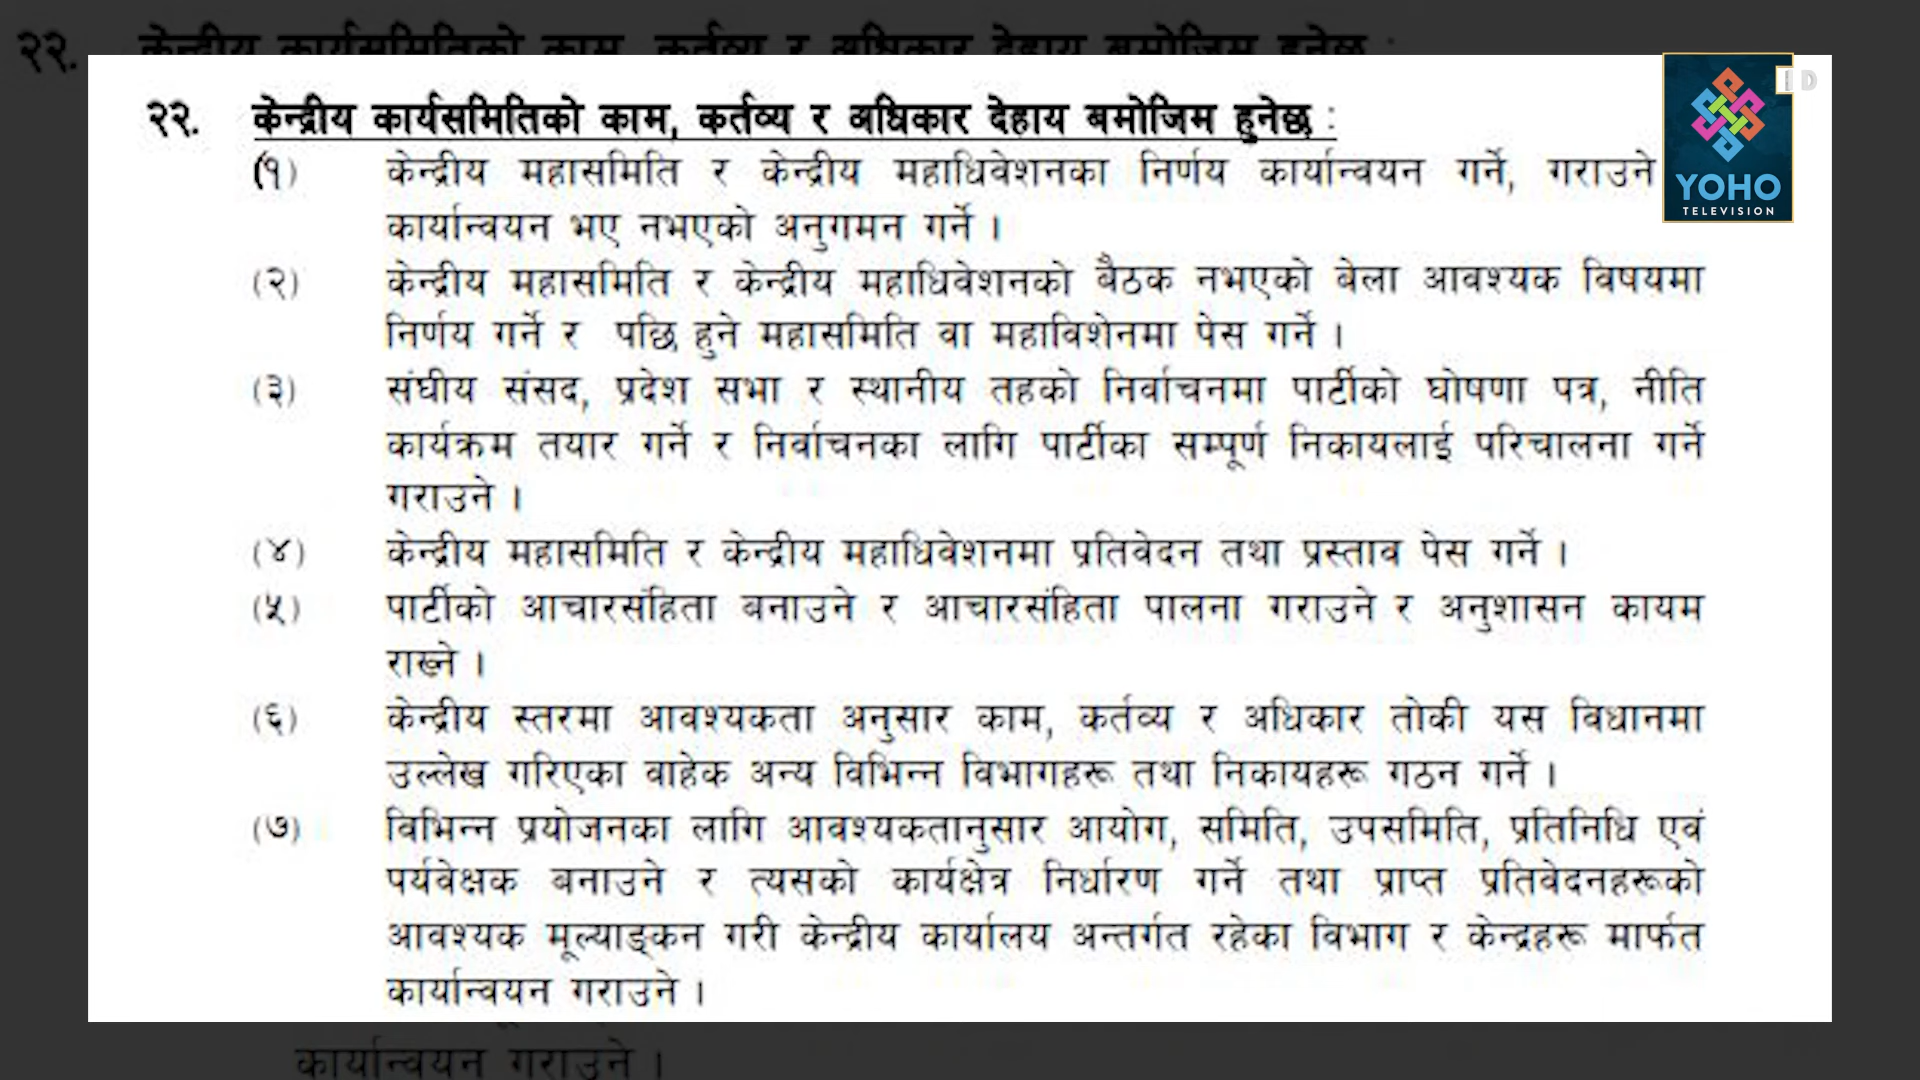 २२. केन्द्रीय कार्यसमितिको काम, कर्तव्य र अधिकार देहाय बमोजिम हुनेछ :
२२. केन्द्रीय कार्यसमितिको काम, कर्तव्य र अधिकार देहाय बमोजिम हुनेछ :
(१) केन्द्रीय महासमिति र केन्द्रीय महाधिवेशनका निर्णय कार्यान्वयन गर्ने, गराउने
कार्यान्वयन भए नभएको अनुगमन गर्ने ।
(२) केन्द्रीय महासमिति र केन्द्रीय महाधिवेशनको बैठक नभएको बेला आवश्यक विषयमा
निर्णय गर्ने र पछि हुने महासमिति वा महाविशेनमा पेस गर्ने ।
(३) संघीय संसद, प्रदेश सभा र स्थानीय तहको निर्वाचनमा पार्टीको घोषणा पत्र, नीति
कार्यक्रम तयार गर्ने र निर्वाचनका लागि पार्टीका सम्पूर्ण निकायलाई परिचालना गर्ने
गराउने ।
(४) केन्द्रीय महासमिति र केन्द्रीय महाधिवेशनमा प्रतिवेदन तथा प्रस्ताव पेस गर्ने ।
(५) पार्टीको आचारसंहिता बनाउने र आचारसंहिता पालना गराउने र अनुशासन कायम
राख्ने ।
(६) केन्द्रीय स्तरमा आवश्यकता अनुसार काम, कर्तव्य र अधिकार तोकी यस विधानमा
उल्लेख गरिएका वाहेक अन्य विभिन्न विभागहरू तथा निकायहरू गठन गर्ने ।
(७) विभिन्न प्रयोजनका लागि आवश्यकतानुसार आयोग, समिति, उपसमिति, प्रतिनिधि एवं
पर्यवेक्षक बनाउने र त्यसको कार्यक्षेत्र निर्धारण गर्ने तथा प्राप्त प्रतिवेदनहरूको
आवश्यक मूल्याङ्कन गरी केन्द्रीय कार्यालय अन्तर्गत रहेका विभाग र केन्द्रहरू मार्फत
कार्यान्वयन गराउने ।
कार्यान्वयन गराउने ।
YOHO
TELEVISION